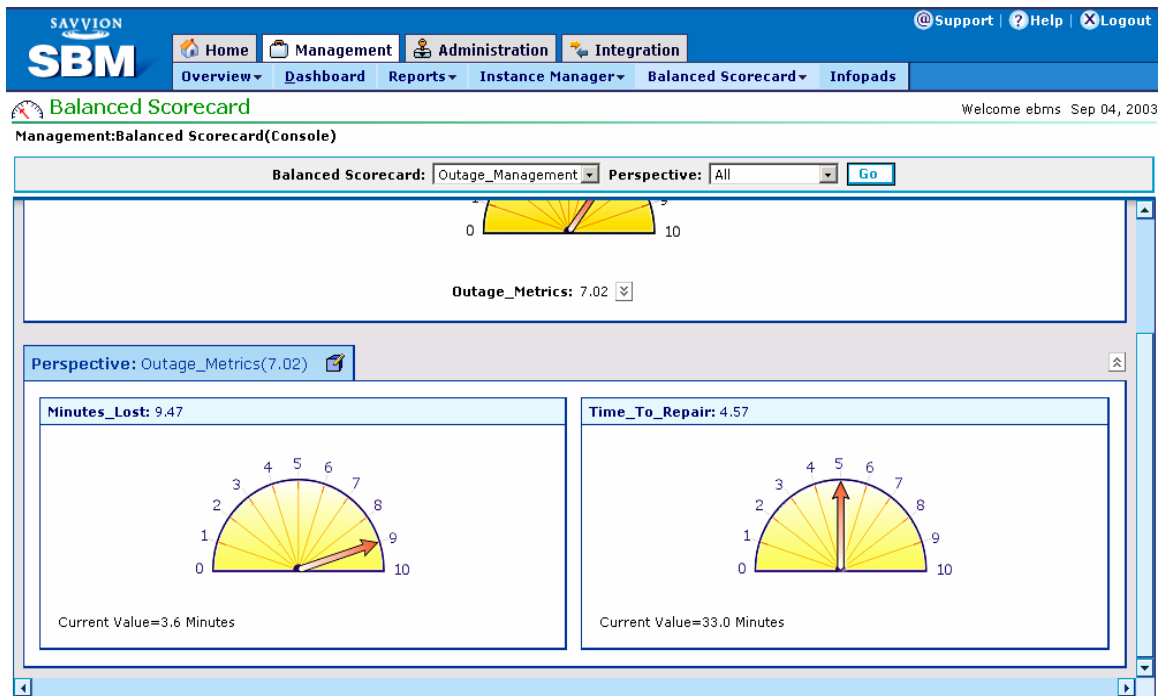 SAVVION
SBM
@Support | ?Help | XLogout
Home Management Administration Integration
Overview Dashboard Reports Instance Manager Balanced Scorecard Infopads
Balanced Scorecard
Welcome ebms Sep 04, 2003
Management:Balanced Scorecard(Console)
Balanced Scorecard: Outage_Management Perspective: All Go
1 9
0 10
Outage_Metrics: 7.02
Perspective: Outage_Metrics(7.02)
Minutes_Lost: 9.47
0 1 2 3 4 5 6 7 8 9 10
Current Value=3.6 Minutes
Time_To_Repair: 4.57
0 1 2 3 4 5 6 7 8 9 10
Current Value=33.0 Minutes